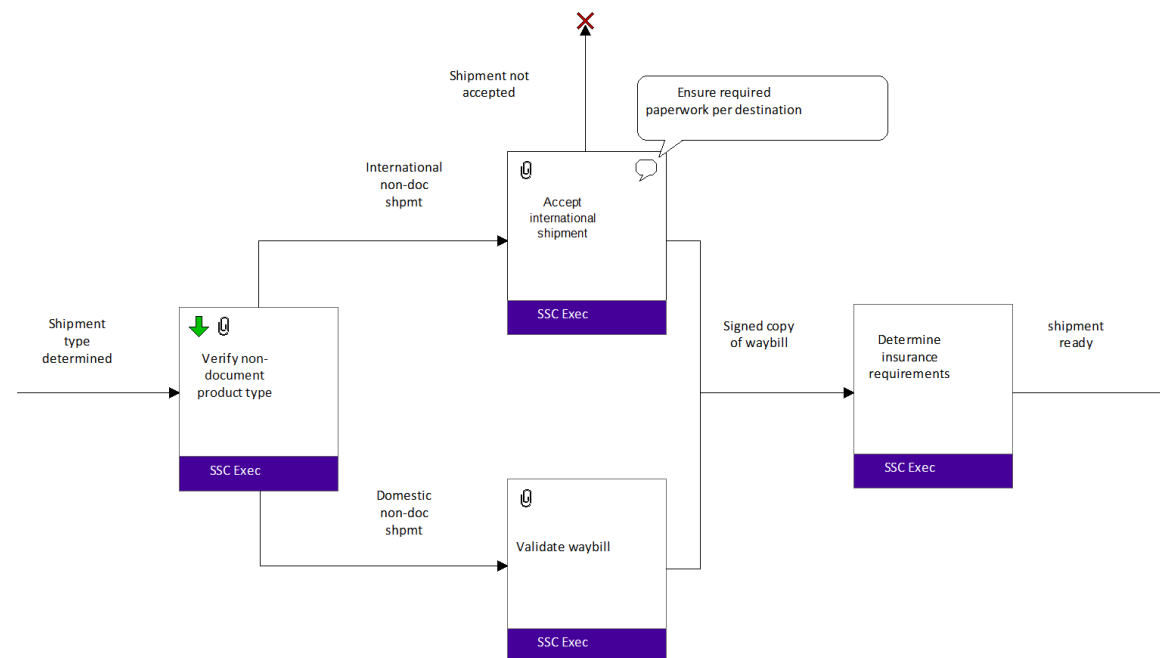 Shipment not
accepted
Ensure required
paperwork per destination
International
non-doc
shpmt
Accept
international
shipment
SSC Exec
Shipment
type
determined
Verify non-
document
product type
SSC Exec
Signed copy
of waybill
Determine
insurance
requirements
SSC Exec
shipment
ready
Domestic
non-doc
shpmt
Validate waybill
SSC Exec